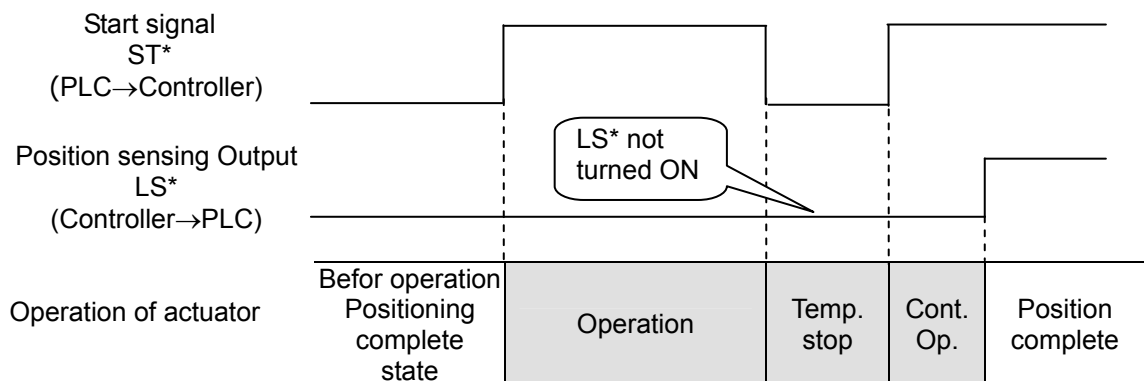 Start signal
ST*
(PLC→Controller)
LS* not
turned ON
Position sensing Output
LS*
(Controller→PLC)
Operation of actuator
Befor operation
Positioning
complete
state
Operation
Temp.
stop
Cont.
Op.
Position
complete